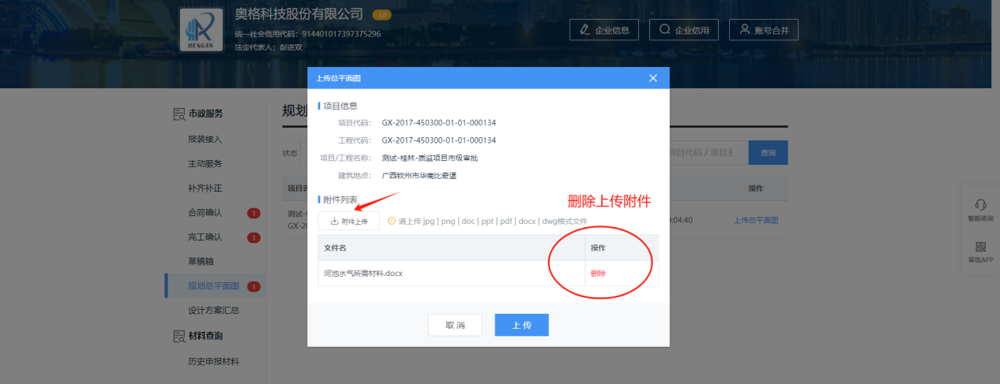 奥格科技股份有限公司 L0
统一社会信用代码：914401017397375296
法定代表人：彭进双
企业信息
企业信用
账号合并
HENGAN
上传总平面图
市政服务
报装接入
主动服务
补齐补正
合同确认 1
完工确认 1
草稿箱
规划总平面图 1
设计方案汇总
材料查询
历史申报材料
规划
状态
项目代码 / 项目名
查询
项目名
操作
测试-
GX-20
:04:40
上传总平面图
项目信息
项目代码： GX-2017-450300-01-01-000134
工程代码： GX-2017-450300-01-01-000134
项目/工程名称： 测试-桂林-质监项目市级审批
建筑地点： 广西钦州市华南比奇堡
附件列表
删除上传附件
附件上传 请上传 jpg | png | doc | ppt | pdf | docx | dwg格式文件
文件名 操作
河池水气所需材料.docx 删除
取 消
上 传
智能咨询
审批APP